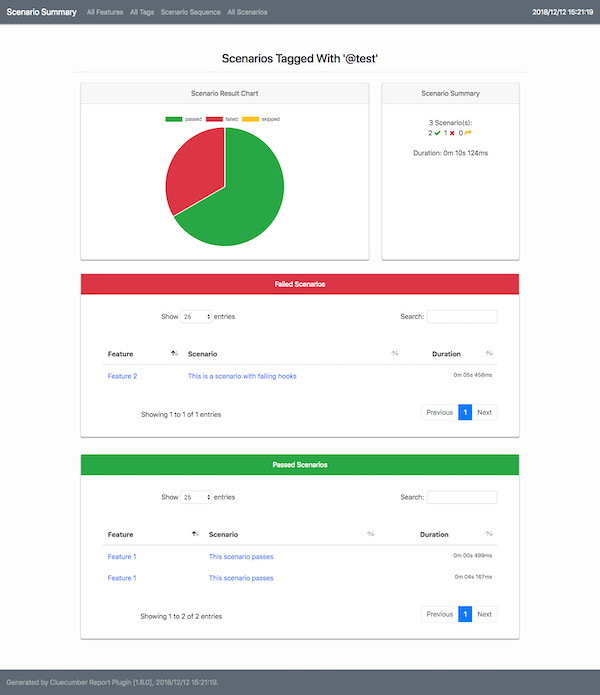 Scenario Summary All Features All Tags Scenario Sequence All Scenarios 2018/12/12 15:21:19
Scenarios Tagged With '@test'
Scenario Result Chart
passed failed skipped
Scenario Summary
3 Scenario(s):
2 1 0
Duration: 0m 10s 124ms
Failed Scenarios
Show 25 entries Search:
Feature Scenario Duration
Feature 2 This is a scenario with failing hooks 0m 05s 456ms
Showing 1 to 1 of 1 entries Previous 1 Next
Passed Scenarios
Show 25 entries Search:
Feature Scenario Duration
Feature 1 This scenario passes 0m 00s 499ms
Feature 1 This scenario passes 0m 04s 167ms
Showing 1 to 2 of 2 entries Previous 1 Next
Generated by Cluecumber Report Plugin [1.8.0], 2018/12/12 15:21:19.